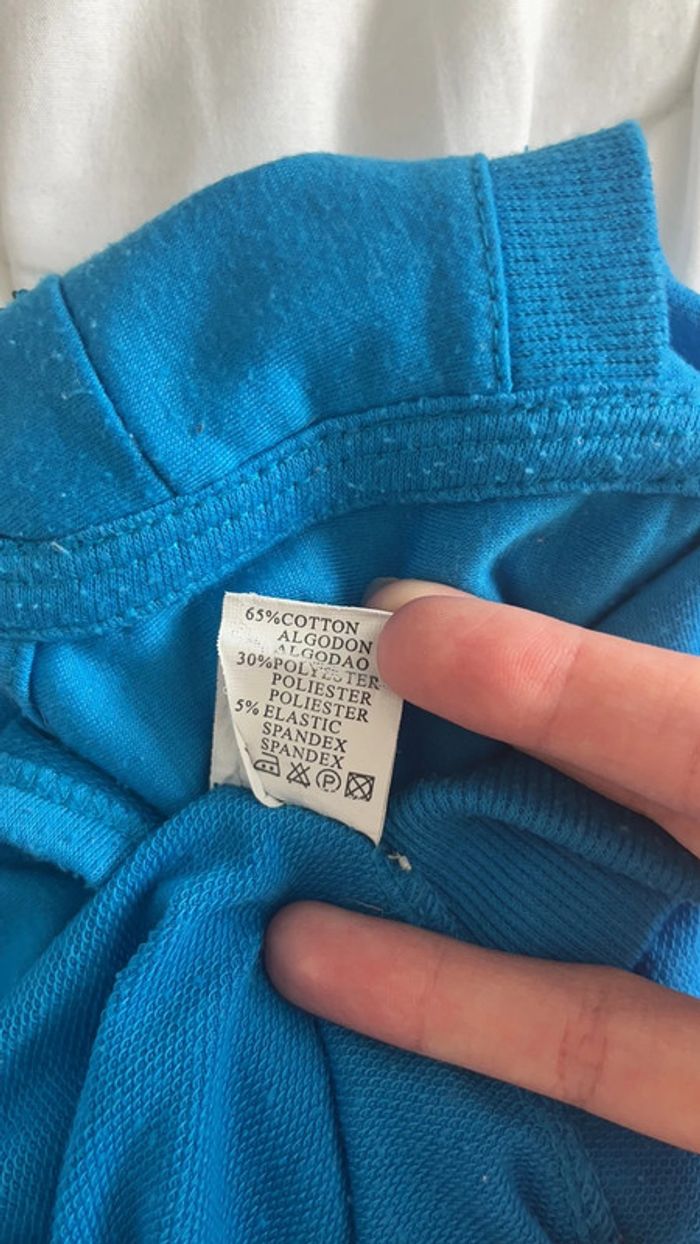 65%COTTON
ALGODON
ALGODAO
30%POLYESTER
POLIESTER
POLIESTER
5% ELASTIC
SPANDEX
SPANDEX
P